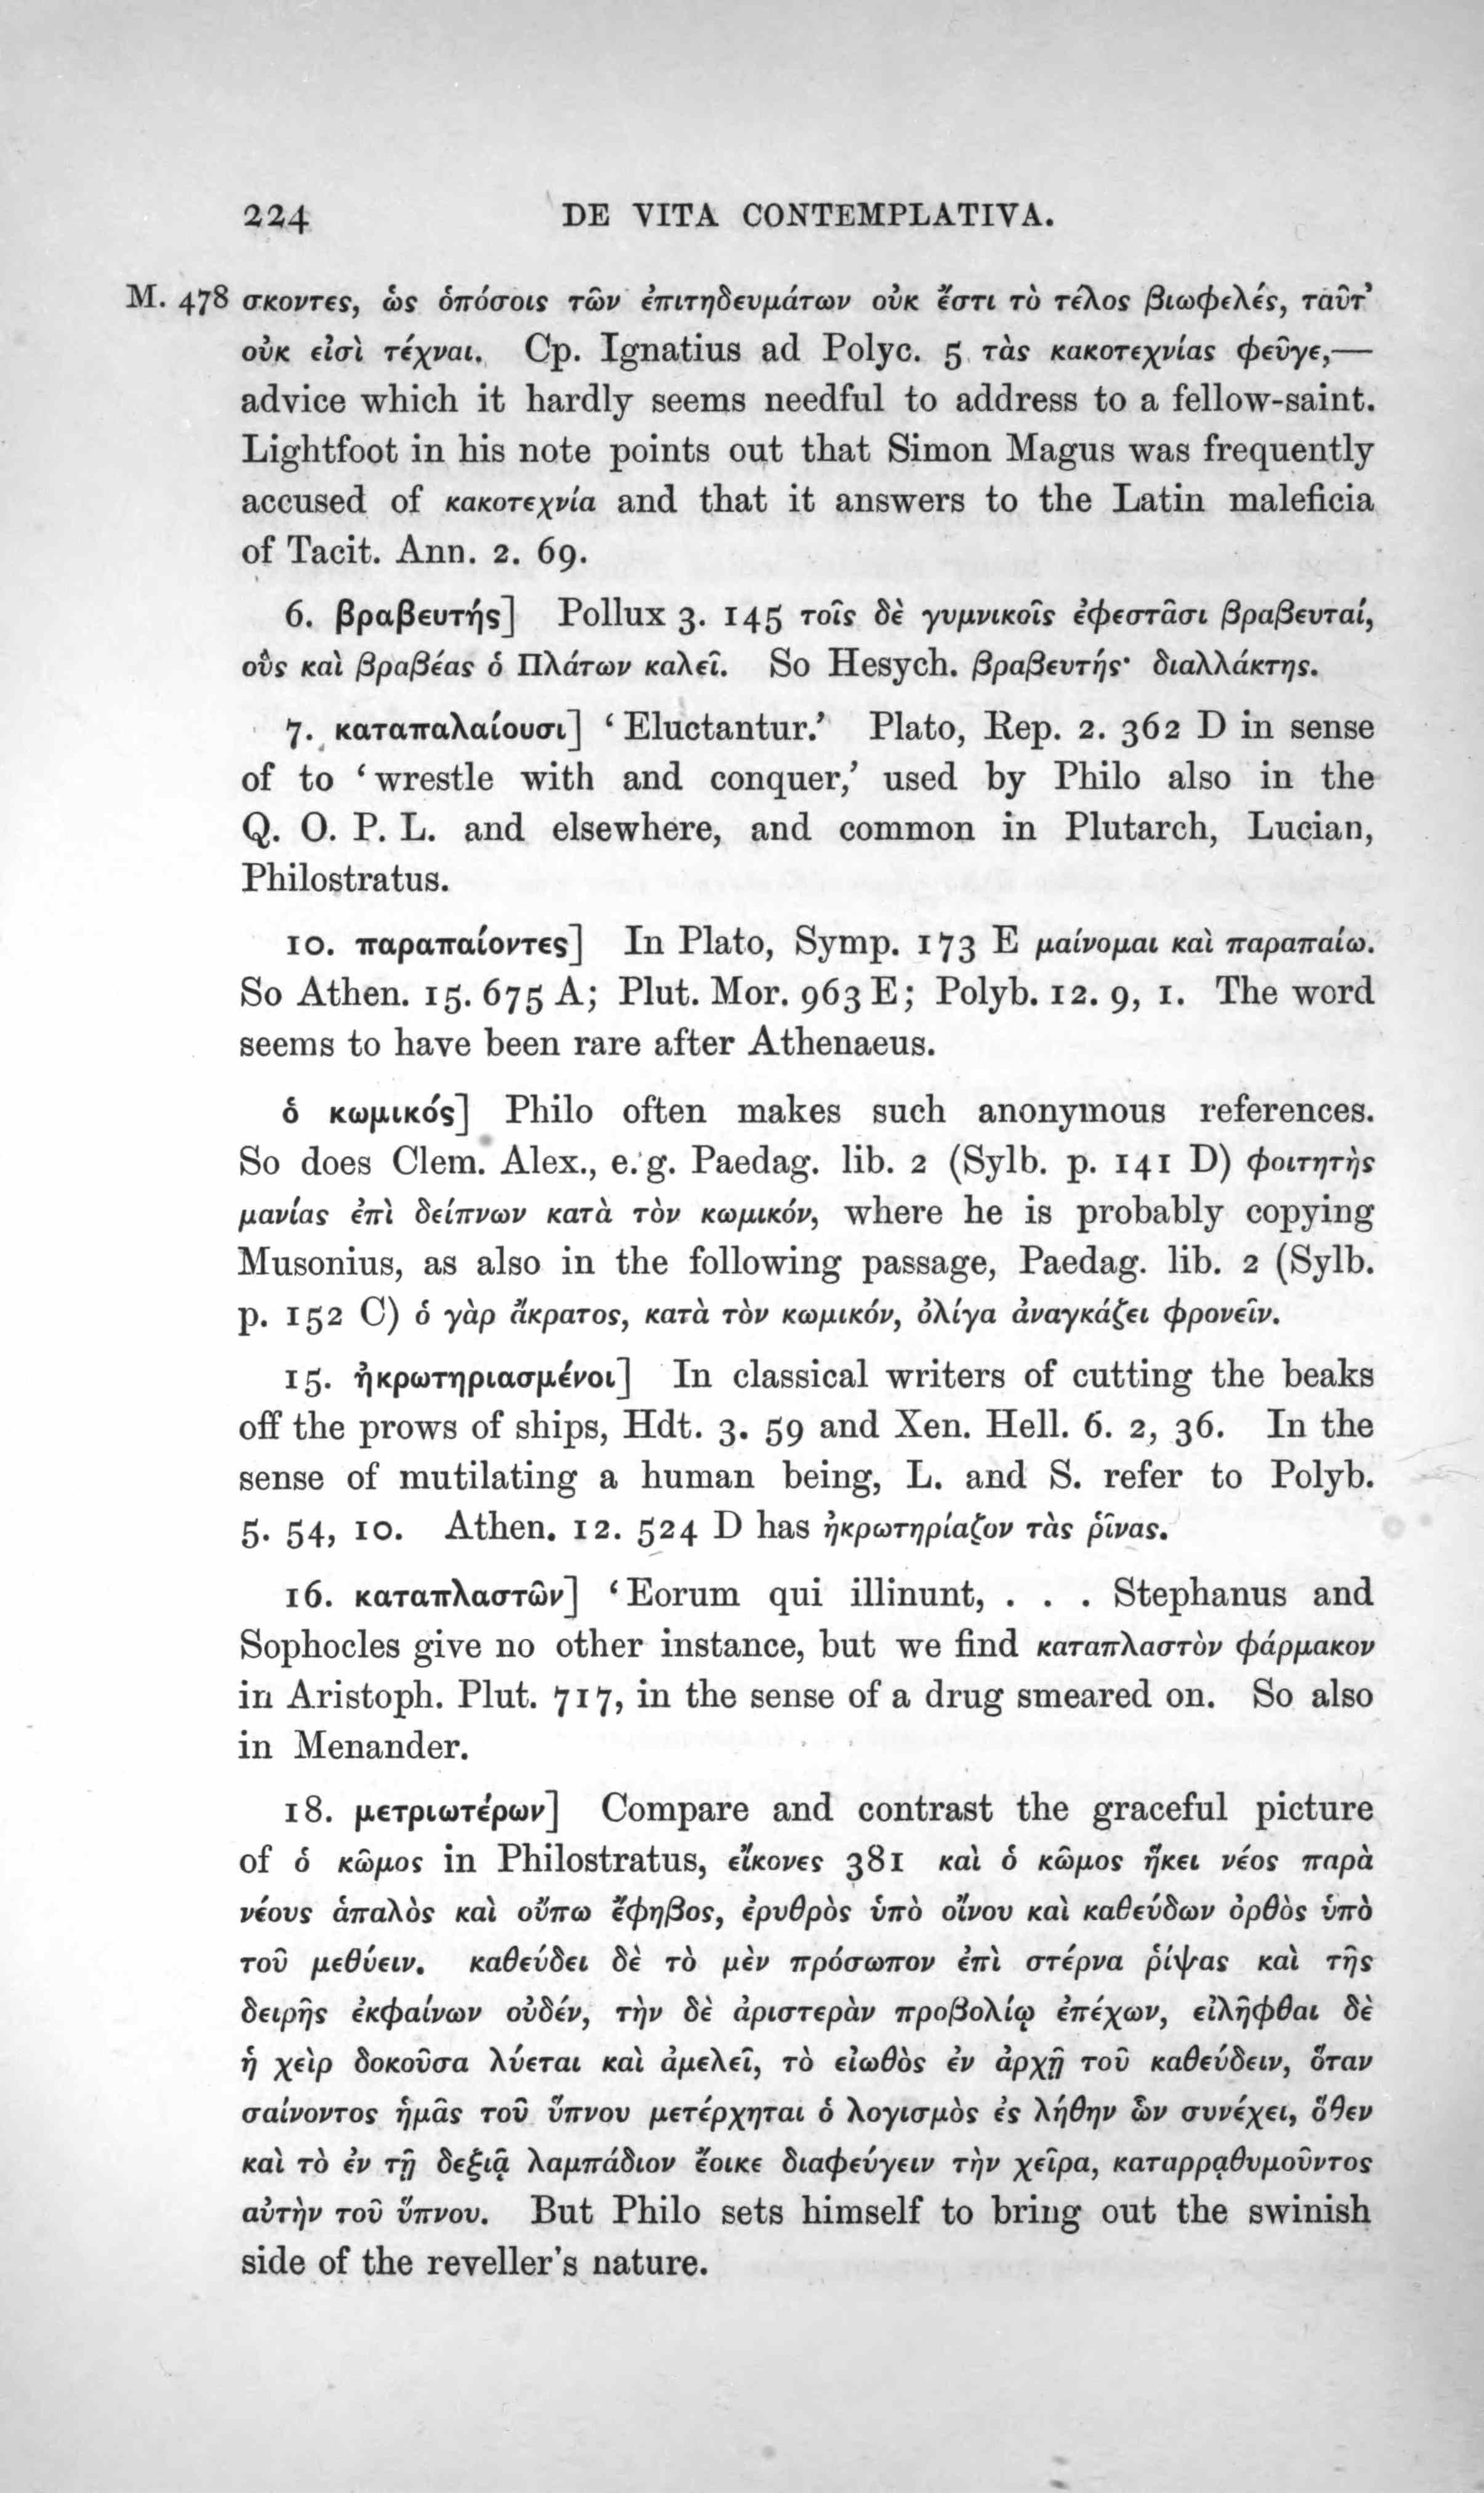 224 DE VITA CONTEMPLATIVA.
M. 478 σκοντες, ὡς ὁπόσοις τῶν ἐπιτηδευμάτων οὐκ ἔστι τὸ τέλος βιωφελές, ταῦτ’
οὐκ εἰσὶ τέχναι. Cp. Ignatius ad Polyc. 5 τὰς κακοτεχνίας φεῦγε,—
advice which it hardly seems needful to address to a fellow-saint.
Lightfoot in his note points out that Simon Magus was frequently
accused of κακοτεχνία and that it answers to the Latin maleficia
of Tacit. Ann. 2. 69.
6. βραβευτής] Pollux 3. 145 τοῖς δὲ γυμνικοῖς ἐφεστᾶσι βραβευταί,
οὓς καὶ βραβέας ὁ Πλάτων καλεῖ. So Hesych. βραβευτής· διαλλάκτης.
7. καταπαλαίουσι] ‘Eluctantur.’ Plato, Rep. 2. 362 D in sense
of to ‘wrestle with and conquer,’ used by Philo also in the
Q. O. P. L. and elsewhere, and common in Plutarch, Lucian,
Philostratus.
10. παραπαίοντες] In Plato, Symp. 173 E μαίνομαι καὶ παραπαίω.
So Athen. 15. 675 A; Plut. Mor. 963 E; Polyb. 12. 9, 1. The word
seems to have been rare after Athenaeus.
ὁ κωμικός] Philo often makes such anonymous references.
So does Clem. Alex., e.g. Paedag. lib. 2 (Sylb. p. 141 D) φοιτητὴς
μανίας ἐπὶ δείπνων κατὰ τὸν κωμικόν, where he is probably copying
Musonius, as also in the following passage, Paedag. lib. 2 (Sylb.
p. 152 C) ὁ γὰρ ἄκρατος, κατὰ τὸν κωμικόν, ὀλίγα ἀναγκάζει φρονεῖν.
15. ἠκρωτηριασμένοι] In classical writers of cutting the beaks
off the prows of ships, Hdt. 3. 59 and Xen. Hell. 6. 2, 36. In the
sense of mutilating a human being, L. and S. refer to Polyb.
5. 54, 10. Athen. 12. 524 D has ἠκρωτηρίαζον τὰς ῥῖνας.
16. καταπλαστῶν] ‘Eorum qui illinunt, . . . Stephanus and
Sophocles give no other instance, but we find καταπλαστὸν φάρμακον
in Aristoph. Plut. 717, in the sense of a drug smeared on. So also
in Menander.
18. μετριωτέρων] Compare and contrast the graceful picture
of ὁ κῶμος in Philostratus, εἴκονες 381 καὶ ὁ κῶμος ἥκει νέος παρὰ
νέους ἁπαλὸς καὶ οὔπω ἔφηβος, ἐρυθρὸς ὑπὸ οἴνου καὶ καθεύδων ὀρθὸς ὑπὸ
τοῦ μεθύειν. καθεύδει δὲ τὸ μὲν πρόσωπον ἐπὶ στέρνα ῥίψας καὶ τῆς
δειρῆς ἐκφαίνων οὐδέν, τὴν δὲ ἀριστερὰν προβολίῳ ἐπέχων, εἰλῆφθαι δὲ
ἡ χεὶρ δοκοῦσα λύεται καὶ ἀμελεῖ, τὸ εἰωθὸς ἐν ἀρχῇ τοῦ καθεύδειν, ὅταν
σαίνοντος ἡμᾶς τοῦ ὕπνου μετέρχηται ὁ λογισμὸς ἐς λήθην ὧν συνέχει, ὅθεν
καὶ τὸ ἐν τῇ δεξιᾷ λαμπάδιον ἔοικε διαφεύγειν τὴν χεῖρα, καταρρᾳθυμοῦντος
αὐτὴν τοῦ ὕπνου. But Philo sets himself to bring out the swinish
side of the reveller's nature.